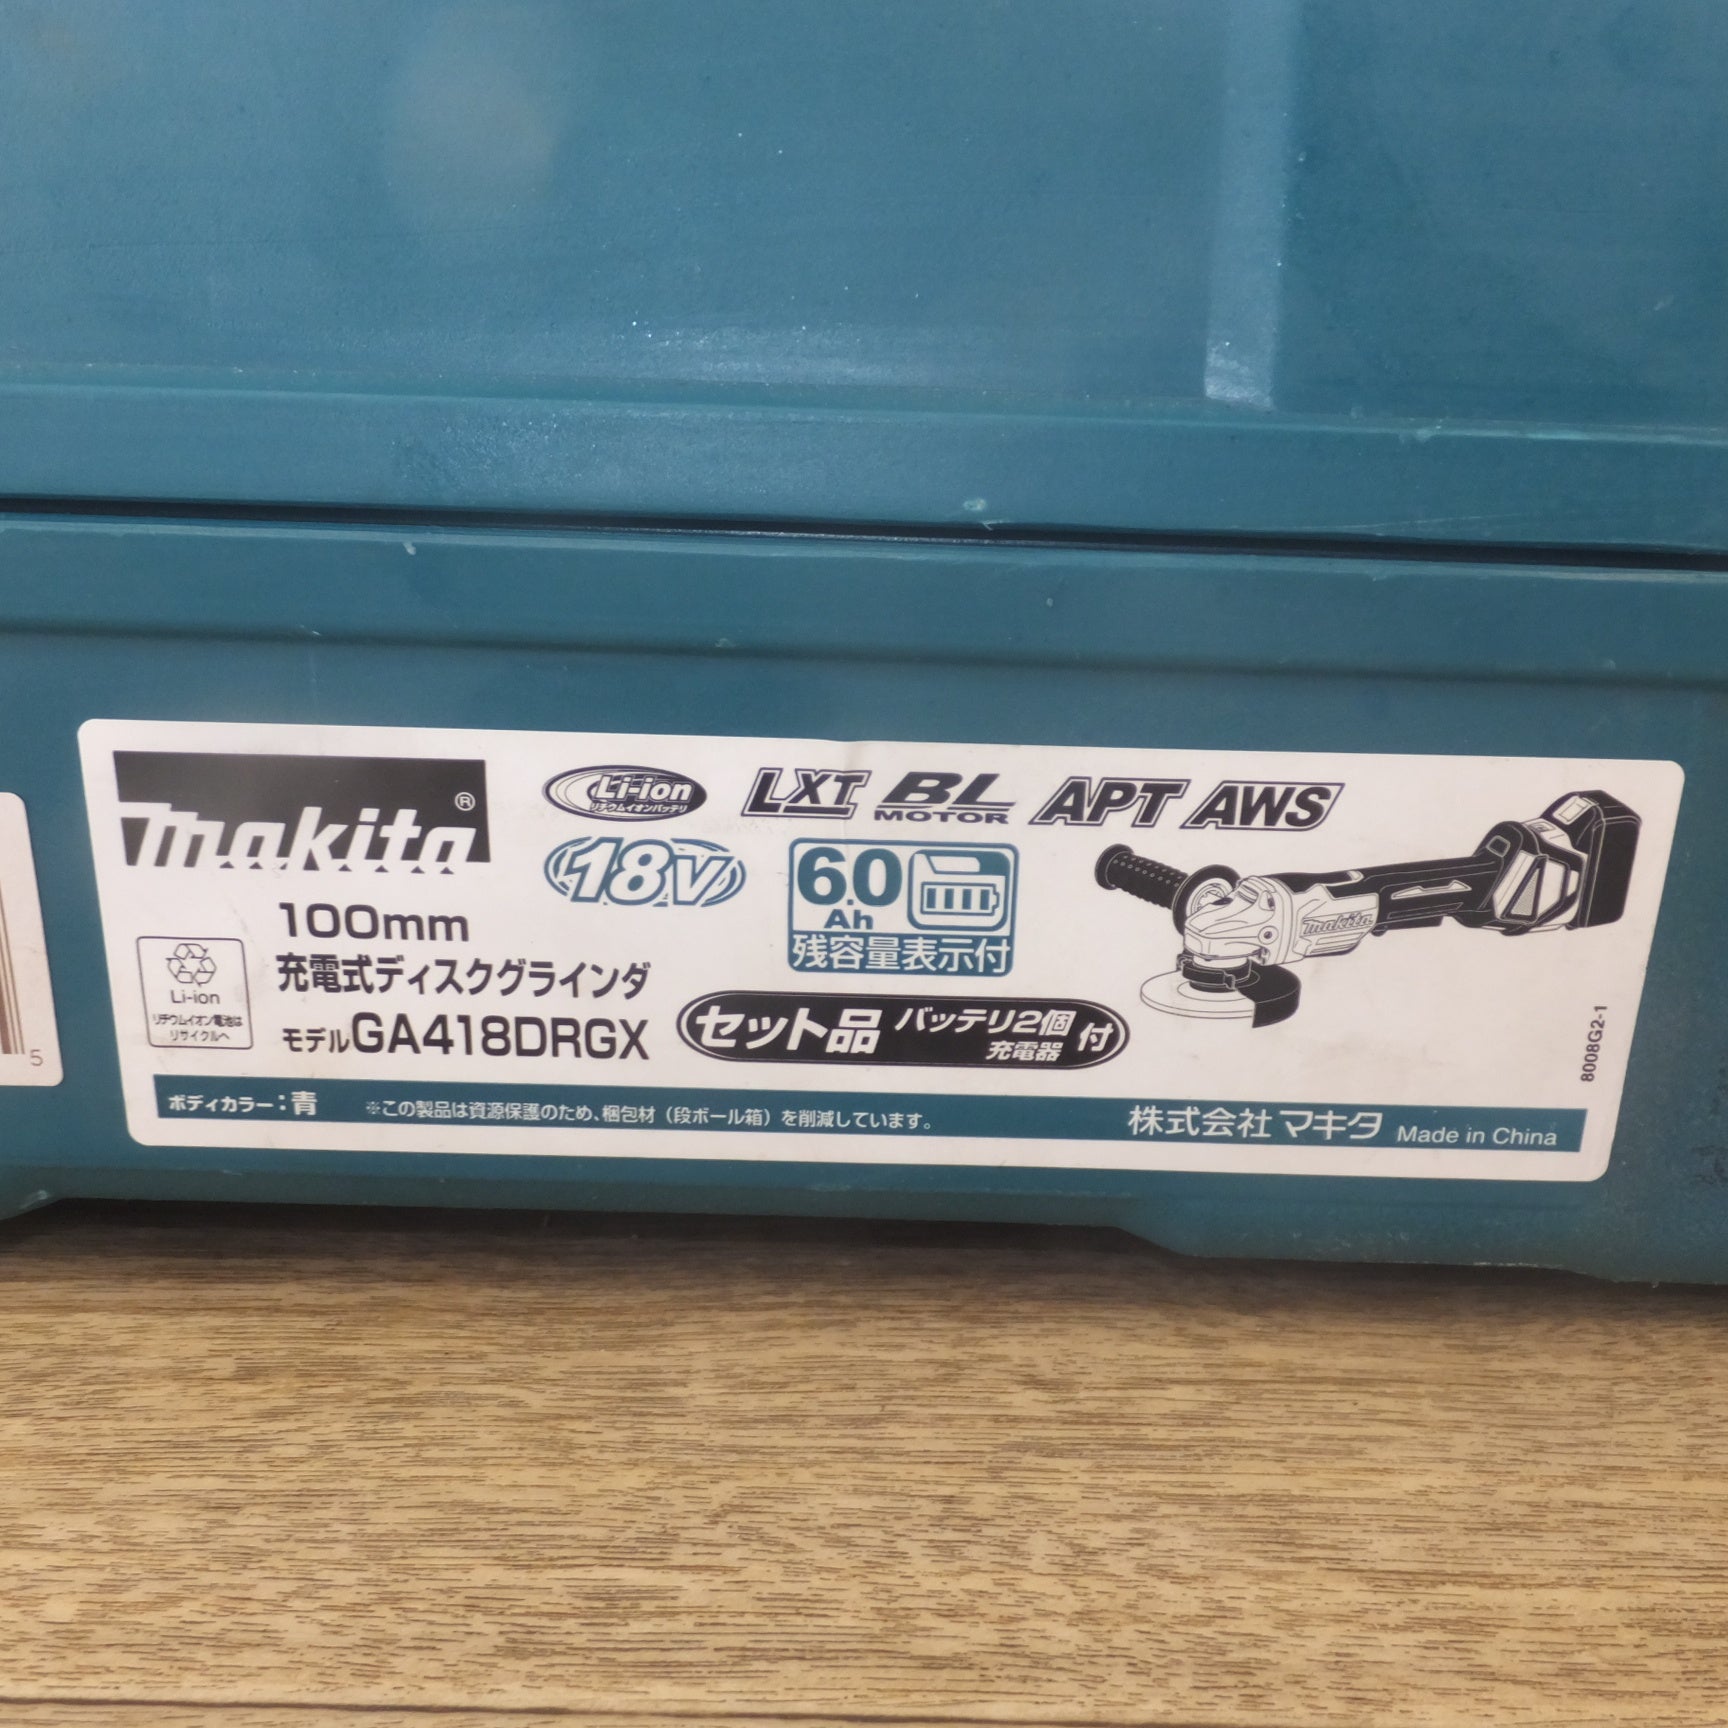 makita®
Li-ion
リチウムイオンバッテリ
LXT BL MOTOR APT AWS
18V
6.0 Ah
残容量表示付
100mm
充電式ディスクグラインダ
モデルGA418DRGX
Li-ion
リチウムイオン電池は
リサイクルへ
セット品 バッテリ2個 充電器 付
makita
8008G2-1
ボディカラー：青
※この製品は資源保護のため、梱包材（段ボール箱）を削減しています。
株式会社マキタ Made in China
5